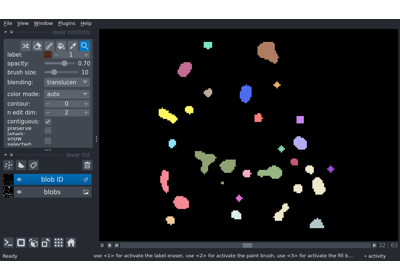 File View Window Plugins Help
layer controls
label: 1
opacity: 0.70
brush size: 10
blending: translucen
color mode: auto
contour: 0
n edit dim: 2
contiguous:
preserve labels:
show selected:
layer list
blob ID
blobs
32 63
Ready use <1> for activate the label eraser, use <2> for activate the paint brush, use <3> for activate the fill b... activity